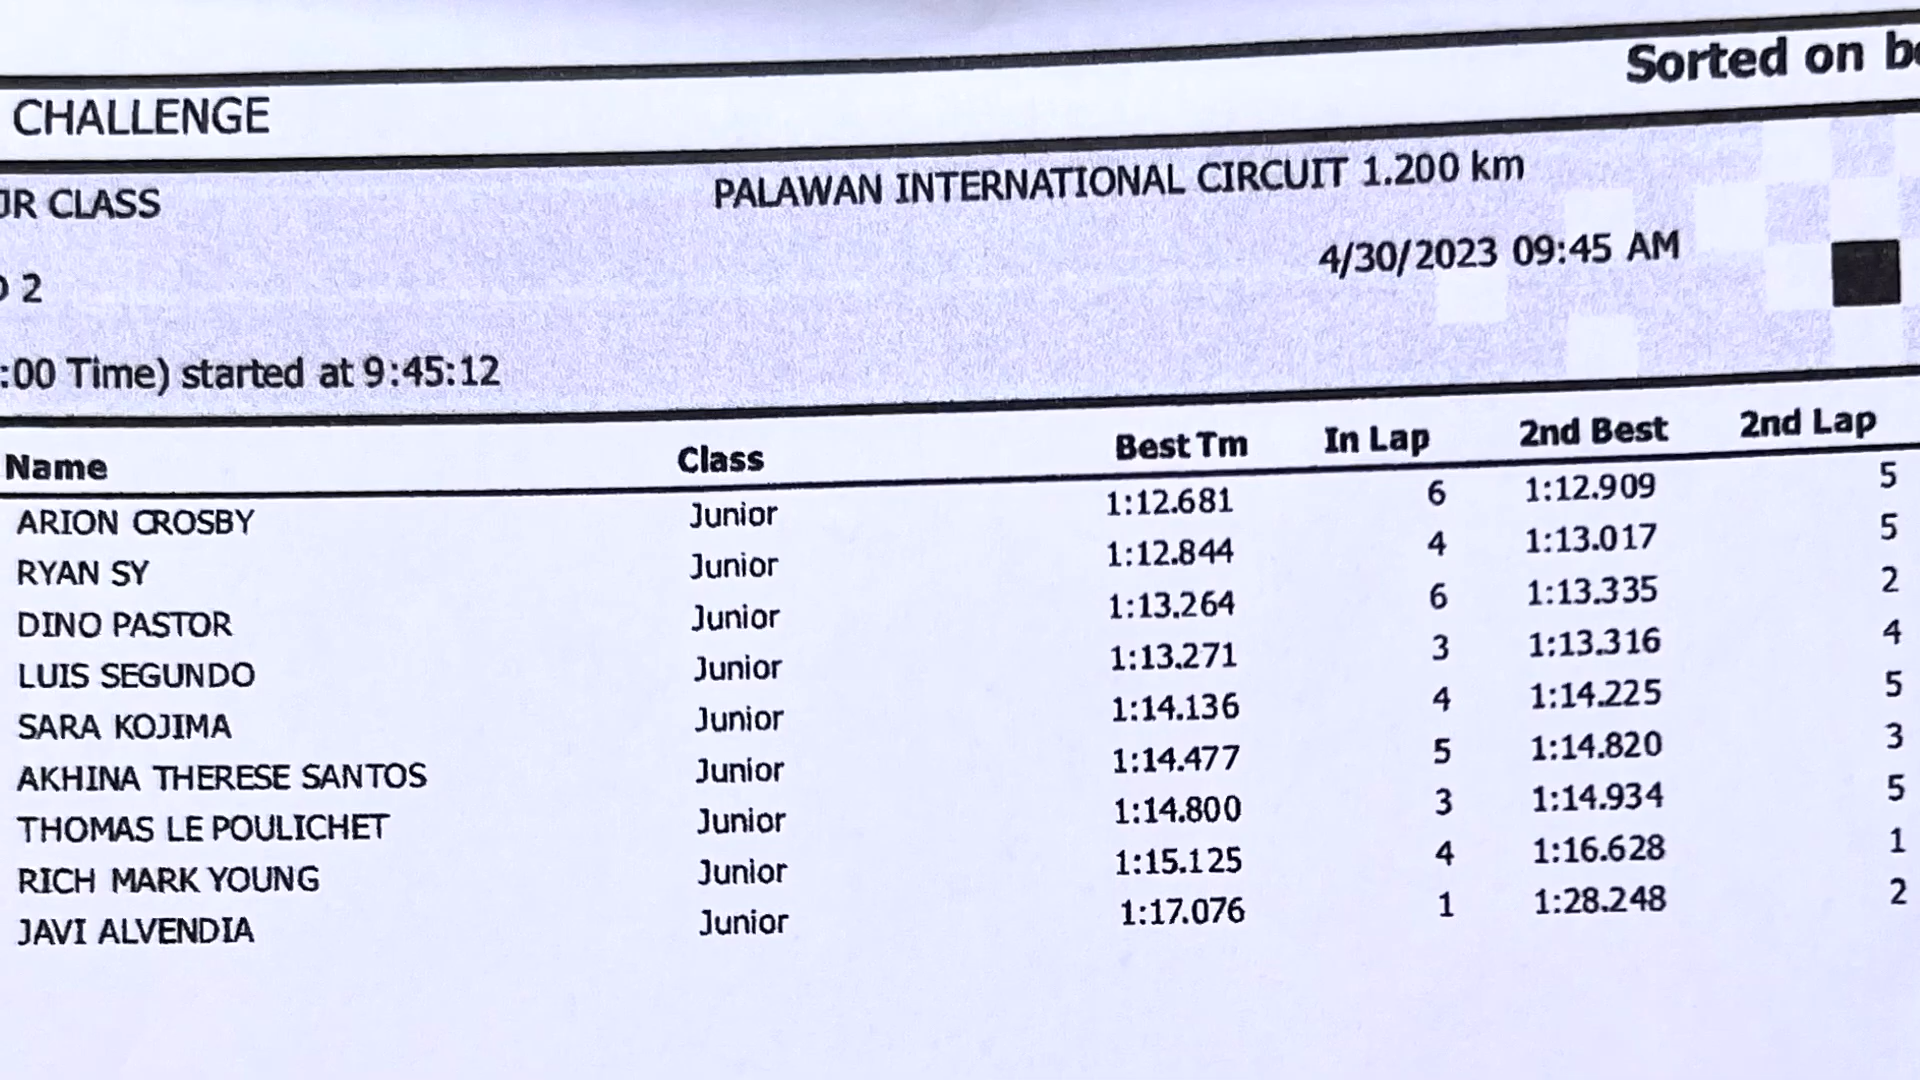 Sorted on
CHALLENGE
JR CLASS PALAWAN INTERNATIONAL CIRCUIT 1.200 km
2 4/30/2023 09:45 AM
:00 Time) started at 9:45:12
Name Class Best Tm In Lap 2nd Best 2nd Lap
ARION CROSBY Junior 1:12.681 6 1:12.909 5
RYAN SY Junior 1:12.844 4 1:13.017 5
DINO PASTOR Junior 1:13.264 6 1:13.335 2
LUIS SEGUNDO Junior 1:13.271 3 1:13.316 4
SARA KOJIMA Junior 1:14.136 4 1:14.225 5
AKHINA THERESE SANTOS Junior 1:14.477 5 1:14.820 3
THOMAS LE POULICHET Junior 1:14.800 3 1:14.934 5
RICH MARK YOUNG Junior 1:15.125 4 1:16.628 1
JAVI ALVENDIA Junior 1:17.076 1 1:28.248 2